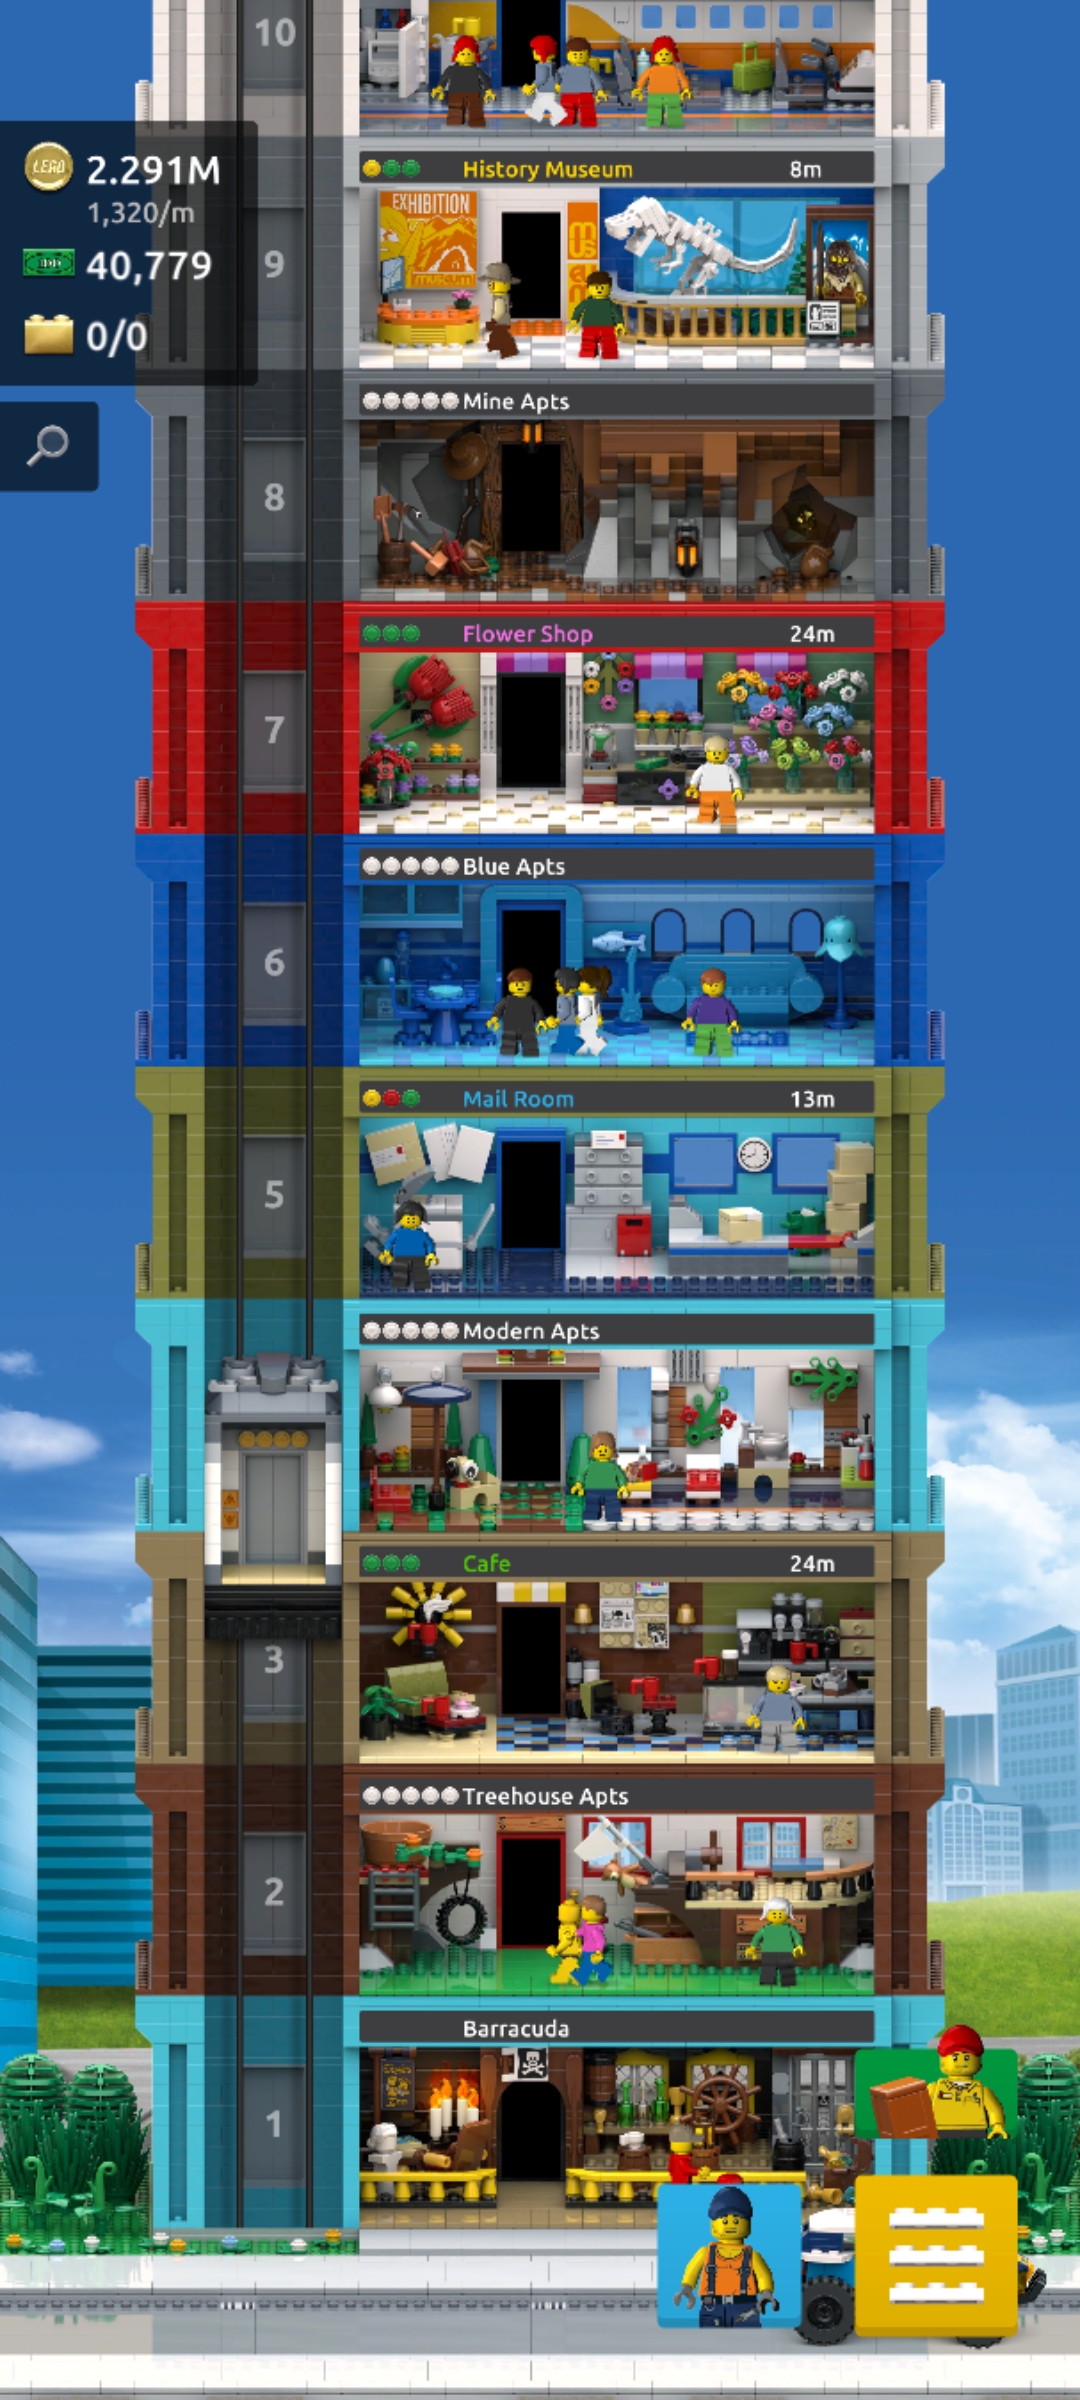 10
LEGO
2.291M
1,320/m
40,779
0/0
History Museum 8m
EXHIBITION
museum
9
Mine Apts
8
Flower Shop 24m
7
Blue Apts
6
Mail Room 13m
5
Modern Apts
Cafe 24m
3
Treehouse Apts
2
Barracuda
1